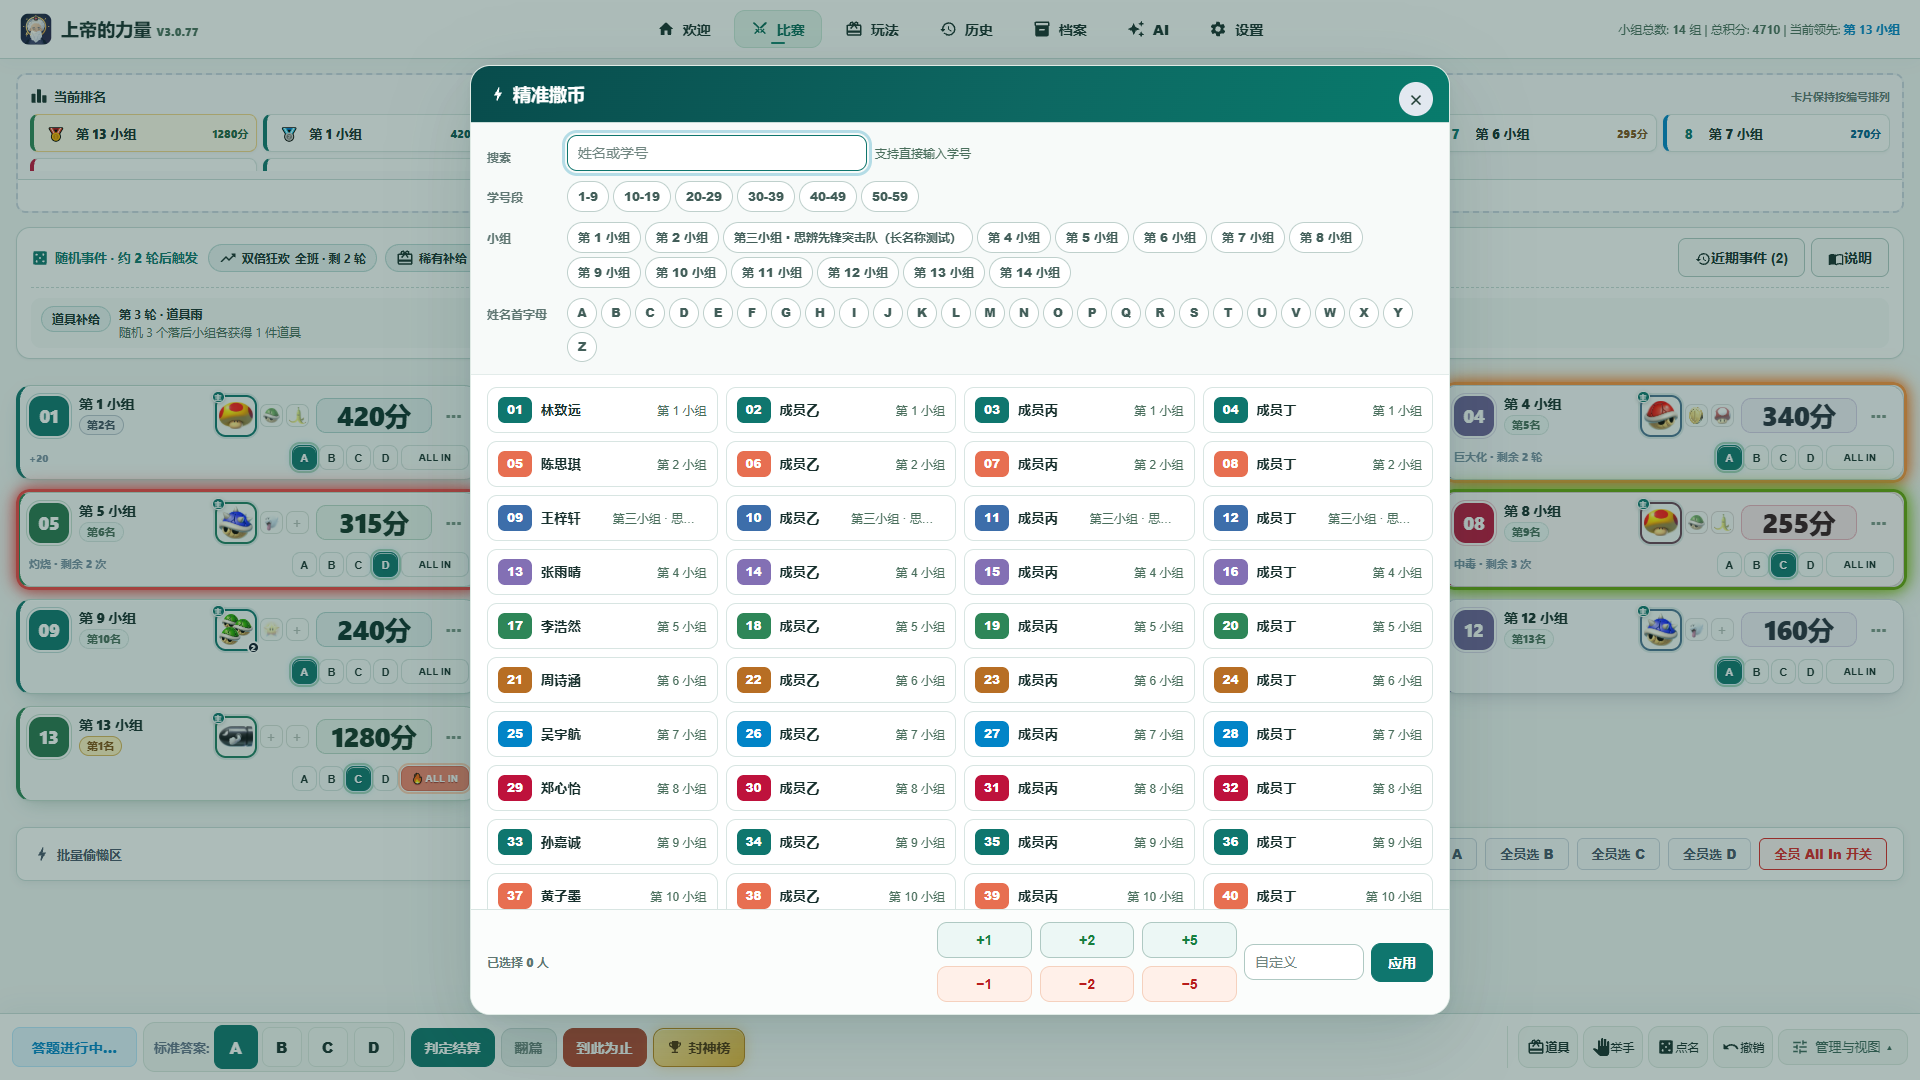 上帝的力量 V3.0.77
欢迎
比赛
玩法
历史
档案
AI
设置
小组总数: 14 组 | 总积分: 4710 | 当前领先: 第 13 小组
当前排名
卡片保持按编号排列
第 13 小组 1280分
第 1 小组 420
7 第 6 小组 295分
8 第 7 小组 270分
随机事件 · 约 2 轮后触发
双倍狂欢 全班 · 剩 2 轮
稀有补给
近期事件 (2)
说明
道具补给
第 3 轮 · 道具雨
随机 3 个落后小组各获得 1 件道具
01 第 1 小组 第2名 420分
+20 A B C D ALL IN
04 第 4 小组 第5名 340分
巨大化 · 剩余 2 轮 A B C D ALL IN
05 第 5 小组 第6名 315分
灼烧 · 剩余 2 次 A B C D ALL IN
08 第 8 小组 第9名 255分
中毒 · 剩余 3 次 A B C D ALL IN
09 第 9 小组 第10名 2 240分
A B C D ALL IN
12 第 12 小组 第13名 160分
A B C D ALL IN
13 第 13 小组 第1名 1280分
A B C D ALL IN
批量偷懒区
A 全员选 B 全员选 C 全员选 D 全员 All In 开关
精准撒币
搜索 姓名或学号 支持直接输入学号
学号段 1-9 10-19 20-29 30-39 40-49 50-59
小组 第 1 小组 第 2 小组 第三小组 · 思辨先锋突击队（长名称测试） 第 4 小组 第 5 小组 第 6 小组 第 7 小组 第 8 小组
第 9 小组 第 10 小组 第 11 小组 第 12 小组 第 13 小组 第 14 小组
姓名首字母 A B C D E F G H I J K L M N O P Q R S T U V W X Y
Z
01 林致远 第 1 小组 02 成员乙 第 1 小组 03 成员丙 第 1 小组 04 成员丁 第 1 小组
05 陈思琪 第 2 小组 06 成员乙 第 2 小组 07 成员丙 第 2 小组 08 成员丁 第 2 小组
09 王梓轩 第三小组 · 思... 10 成员乙 第三小组 · 思... 11 成员丙 第三小组 · 思... 12 成员丁 第三小组 · 思...
13 张雨晴 第 4 小组 14 成员乙 第 4 小组 15 成员丙 第 4 小组 16 成员丁 第 4 小组
17 李浩然 第 5 小组 18 成员乙 第 5 小组 19 成员丙 第 5 小组 20 成员丁 第 5 小组
21 周诗涵 第 6 小组 22 成员乙 第 6 小组 23 成员丙 第 6 小组 24 成员丁 第 6 小组
25 吴宇航 第 7 小组 26 成员乙 第 7 小组 27 成员丙 第 7 小组 28 成员丁 第 7 小组
29 郑心怡 第 8 小组 30 成员乙 第 8 小组 31 成员丙 第 8 小组 32 成员丁 第 8 小组
33 孙嘉诚 第 9 小组 34 成员乙 第 9 小组 35 成员丙 第 9 小组 36 成员丁 第 9 小组
37 黄子墨 第 10 小组 38 成员乙 第 10 小组 39 成员丙 第 10 小组 40 成员丁 第 10 小组
已选择 0 人
+1 +2 +5
−1 −2 −5
自定义 应用
答题进行中...
标准答案: A B C D
判定结算
翻篇
到此为止
封神榜
道具
举手
点名
撤销
管理与视图